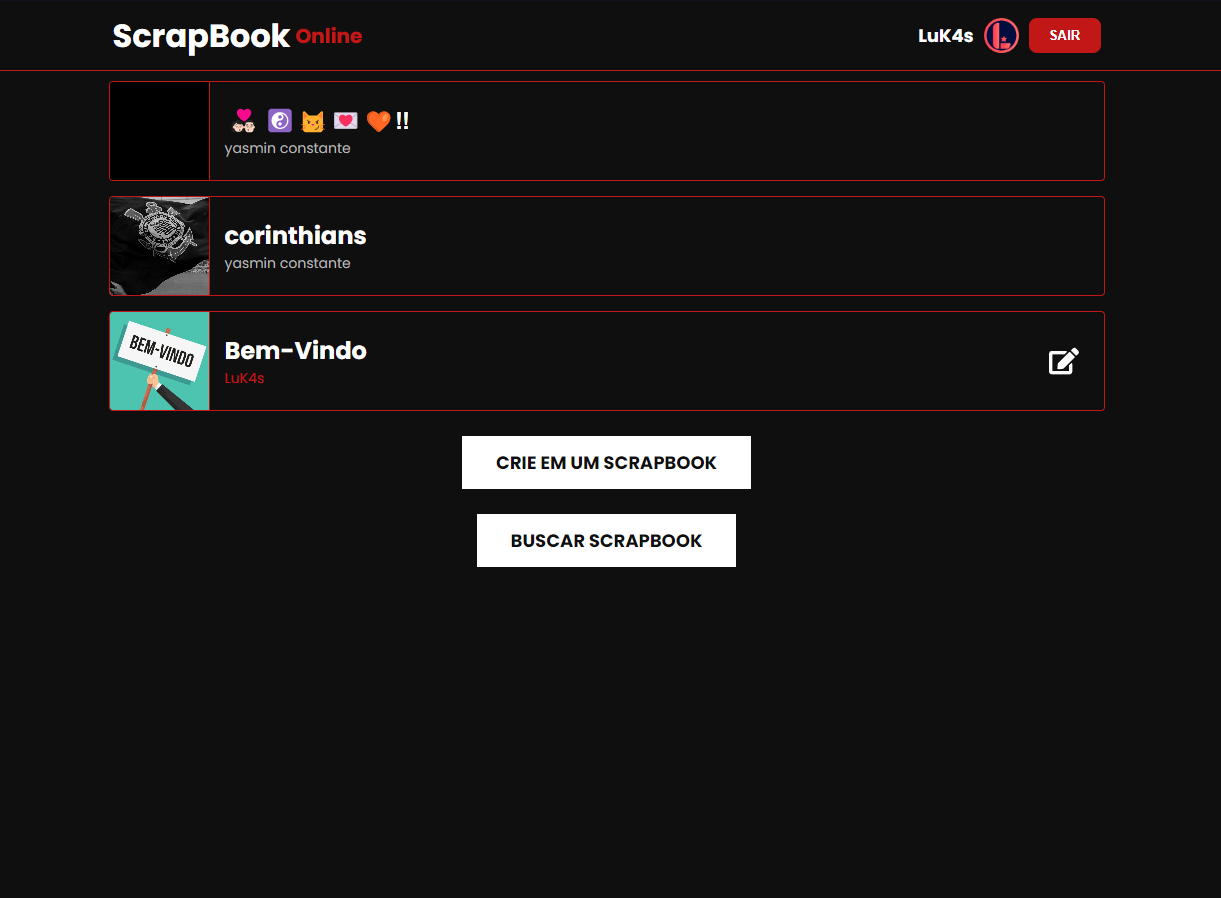 ScrapBook Online
LuK4s
SAIR
💑 ☯️ 😼 💌 🧡 ‼
yasmin constante
corinthians
yasmin constante
BEM-VINDO
Bem-Vindo
LuK4s
CRIE EM UM SCRAPBOOK
BUSCAR SCRAPBOOK